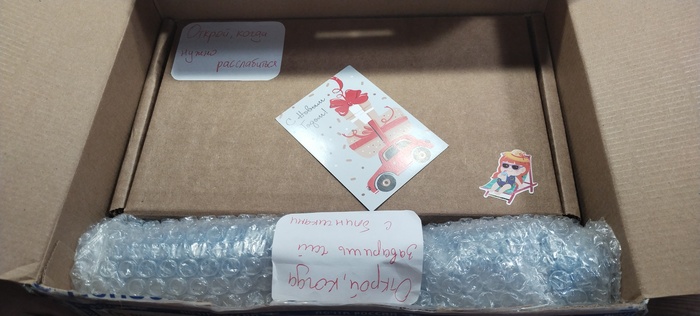 Открой, когда
нужно
расслабиться
С Новым
Годом!
Открой, когда
заваришь чай
с блинчиками